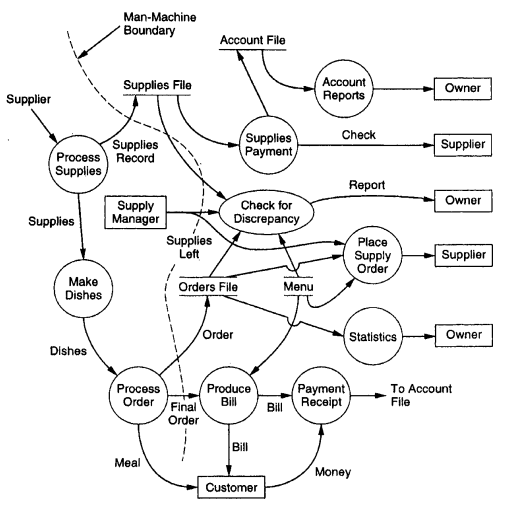 Man-Machine
Boundary
Account File
Supplies File
Account
Reports
Owner
Supplier
Supplies
Record
Supplies
Payment
Check
Supplier
Process
Supplies
Report
Owner
Supply
Manager
Check for
Discrepancy
Supplies
Supplies
Left
Place
Supply
Order
Supplier
Make
Dishes
Orders File
Menu
Order
Statistics
Owner
Dishes
Process
Order
Final
Order
Produce
Bill
Bill
Payment
Receipt
To Account
File
Meal
Bill
Customer
Money